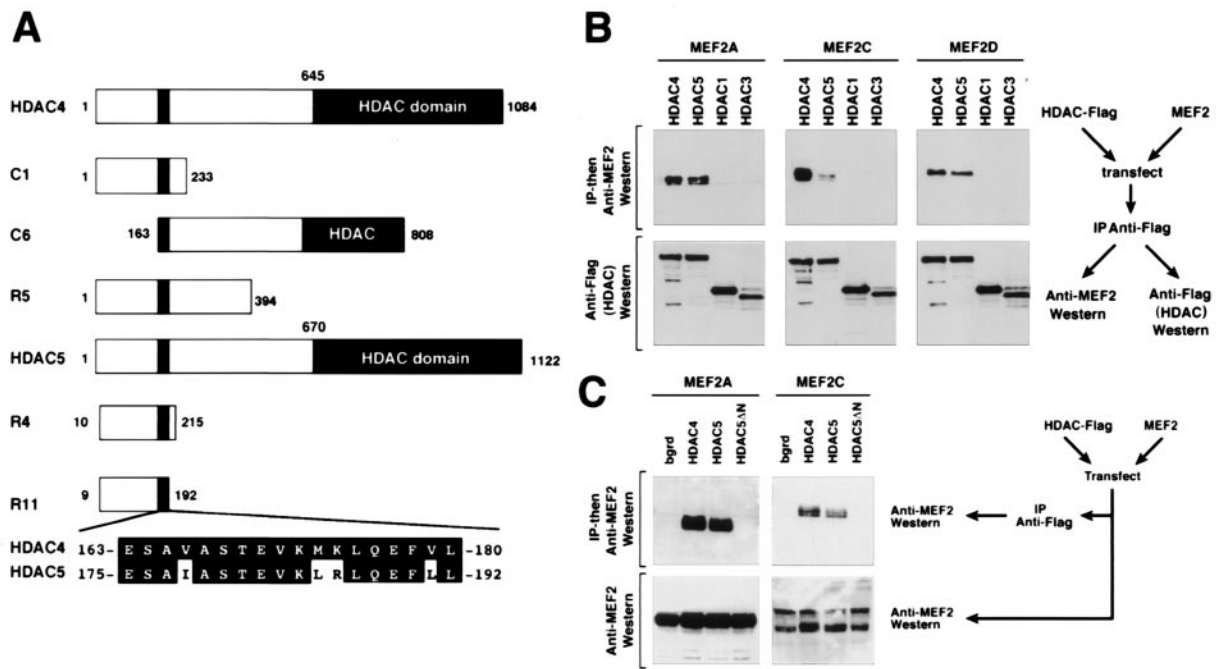 A
645
HDAC4 1 HDAC domain 1084
C1 1 233
C6 163 HDAC 808
R5 1 394
670
HDAC5 1 HDAC domain 1122
R4 10 215
R11 9 192
HDAC4 163- E S A V A S T E V K M K L Q E F V L -180
HDAC5 175- E S A I A S T E V K L R L Q E F L L -192
B
MEF2A MEF2C MEF2D
HDAC4 HDAC5 HDAC1 HDAC3 HDAC4 HDAC5 HDAC1 HDAC3 HDAC4 HDAC5 HDAC1 HDAC3
IP-then
Anti-MEF2
Western
Anti-Flag
(HDAC)
Western
HDAC-Flag MEF2
transfect
IP Anti-Flag
Anti-MEF2
Western
Anti-Flag
(HDAC)
Western
C
MEF2A MEF2C
bgrd HDAC4 HDAC5 HDAC5ΔN bgrd HDAC4 HDAC5 HDAC5ΔN
IP-then
Anti-MEF2
Western
Anti-MEF2
Western
HDAC-Flag MEF2
Transfect
Anti-MEF2
Western
IP
Anti-Flag
Anti-MEF2
Western